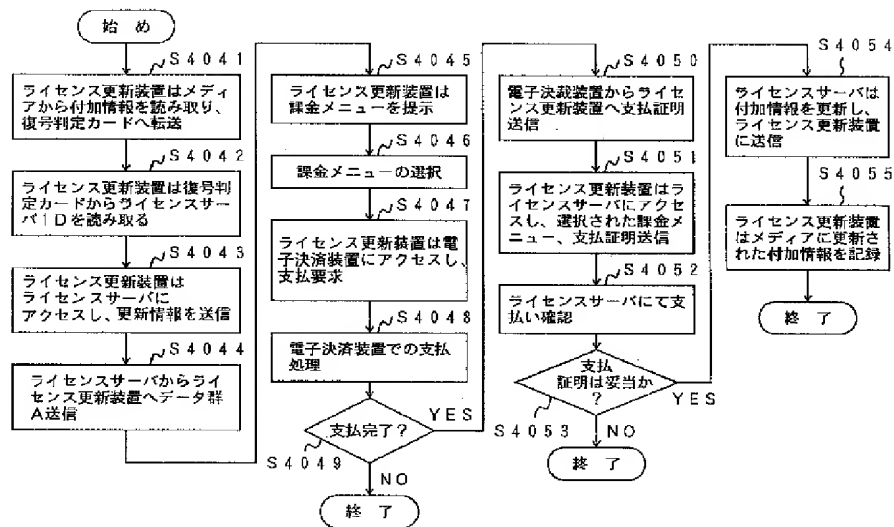 始 め
S4041
ライセンス更新装置はメディ
アから付加情報を読み取り、
復号判定カードへ転送
S4042
ライセンス更新装置は復号判
定カードからライセンスサー
バIDを読み取る
S4043
ライセンス更新装置は
ライセンスサーバに
アクセスし、更新情報を送信
S4044
ライセンスサーバからライ
センス更新装置へデータ群
A送信
S4045
ライセンス更新装置は
課金メニューを提示
S4046
課金メニューの選択
S4047
ライセンス更新装置は電
子決済装置にアクセスし、
支払要求
S4048
電子決済装置での支払
処理
支払完了?
YES
S4049
NO
終 了
S4050
電子決裁装置からライセ
ンス更新装置へ支払証明
送信
S4051
ライセンス更新装置はラ
イセンスサーバにアクセ
スし、選択された課金メ
ニュー、支払証明送信
S4052
ライセンスサーバにて支
払い確認
支払
証明は妥当か
?
YES
S4053
NO
終 了
S4054
ライセンスサーバは
付加情報を更新し、
ライセンス更新装置
に送信
S4055
ライセンス更新装置
はメディアに更新さ
れた付加情報を記録
終 了